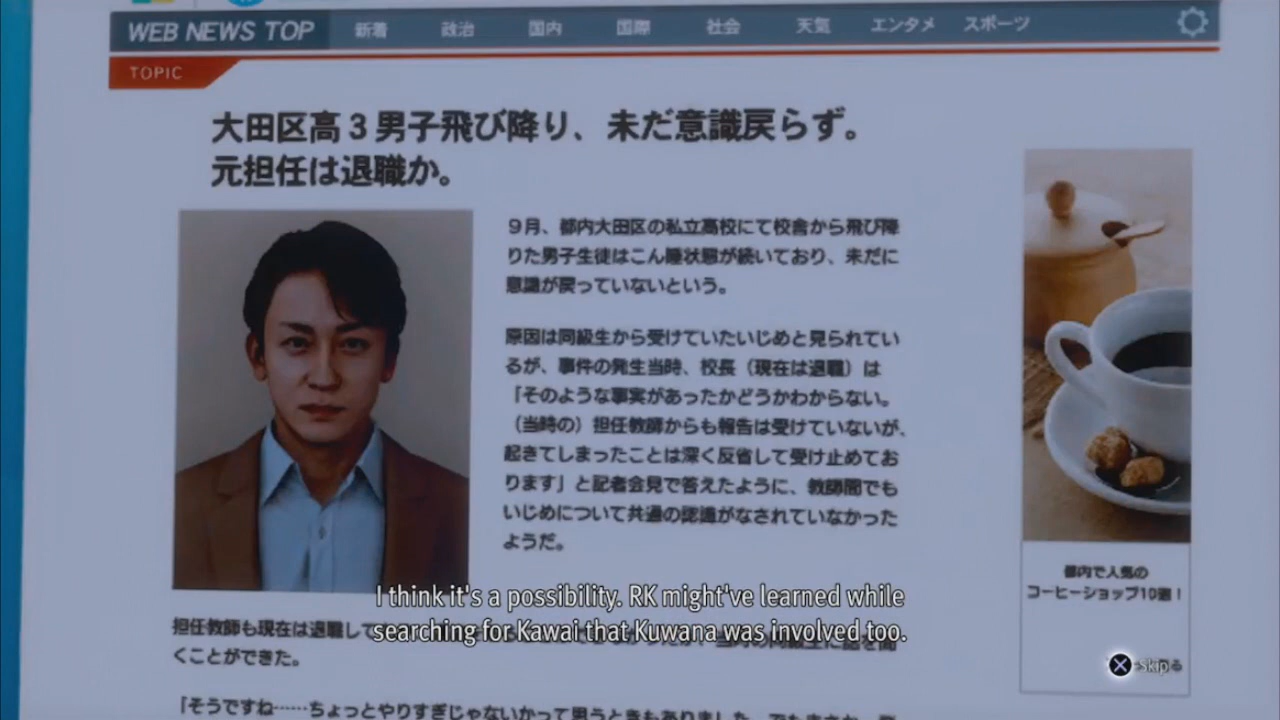 WEB NEWS TOP 新着 政治 国内 国際 社会 天気 エンタメ スポーツ
TOPIC
大田区高3男子飛び降り、未だ意識戻らず。
元担任は退職か。
9月、都内大田区の私立高校にて校舎から飛び降
りた男子生徒はこん睡状態が続いており、未だに
意識が戻っていないという。
原因は同級生から受けていたいじめと見られてい
るが、事件の発生当時、校長（現在は退職）は
「そのような事実があったかどうかわからない。
（当時の）担任教師からも報告は受けていないが、
起きてしまったことは深く反省して受け止めてお
ります」と記者会見で答えたように、教師間でも
いじめについて共通の認識がなされていなかった
ようだ。
都内で人気の
コーヒーショップ10選！
I think it's a possibility. RK might've learned while
searching for Kawai that Kuwana was involved too.
担任教師も現在は退職して
くことができた。
Skip
「そうですね……ちょっとやりすぎじゃないかって思うときもありました。でもまさか